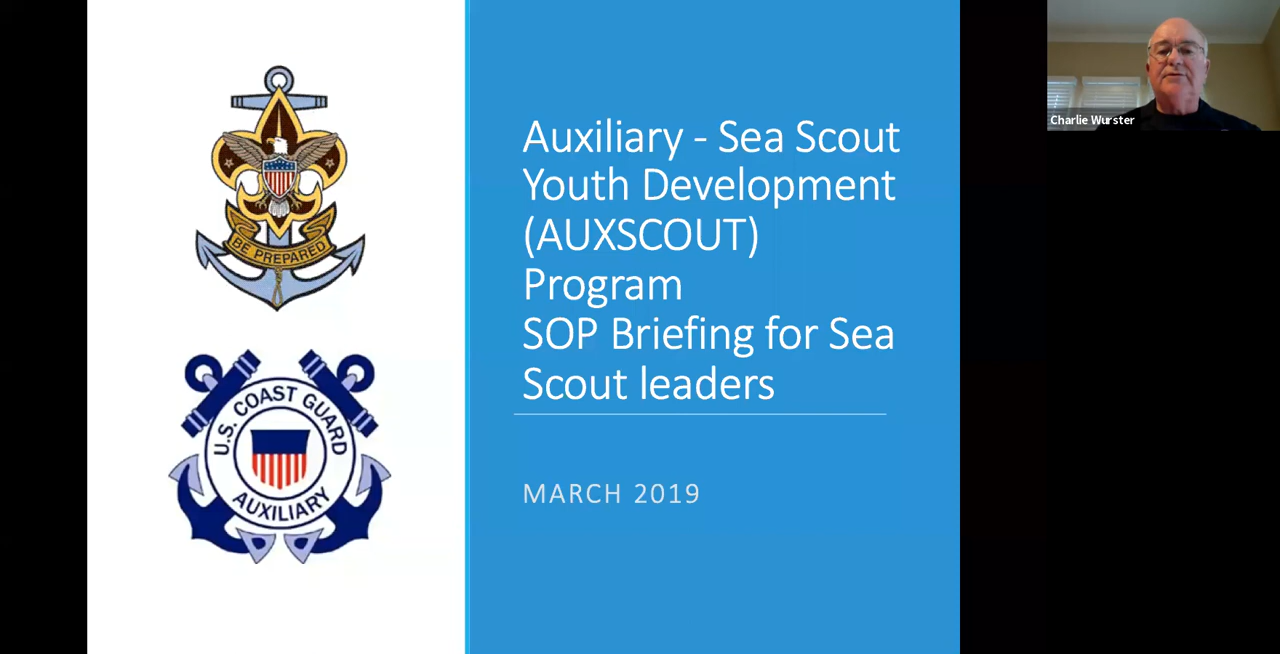 BE PREPARED
U.S. COAST GUARD
AUXILIARY
Auxiliary - Sea Scout
Youth Development
(AUXSCOUT)
Program
SOP Briefing for Sea
Scout leaders
MARCH 2019
Charlie Wurster